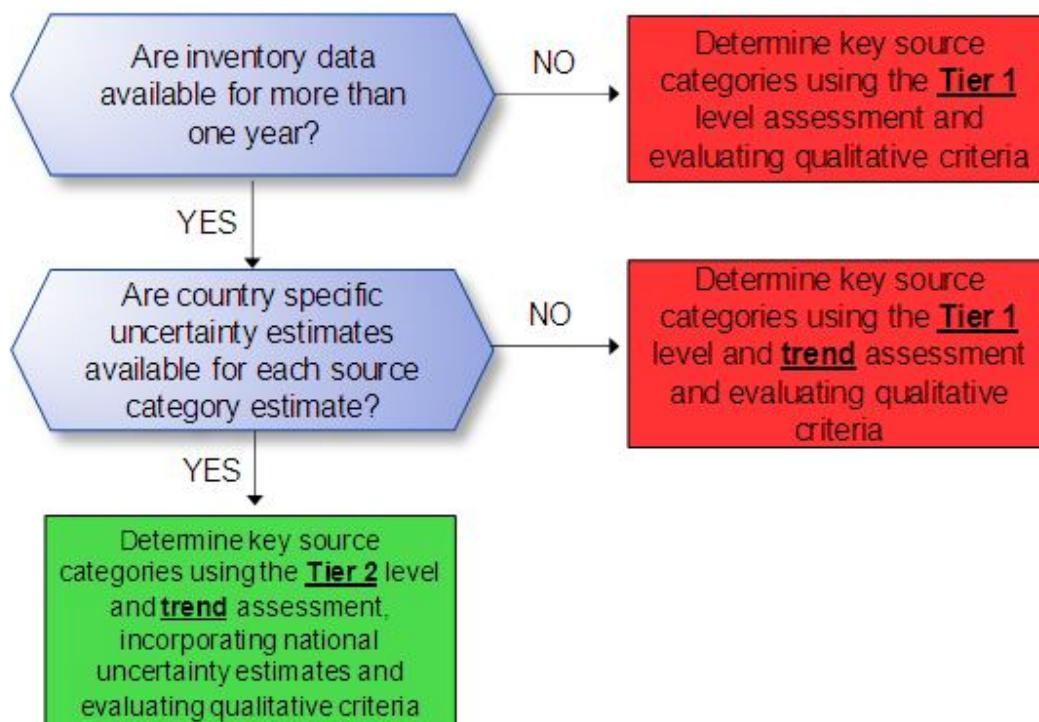 Are inventory data
available for more than
one year?
NO
Determine key source
categories using the Tier 1
level assessment and
evaluating qualitative criteria
YES
Are country specific
uncertainty estimates
available for each source
category estimate?
NO
Determine key source
categories using the Tier 1
level and trend assessment
and evaluating qualitative
criteria
YES
Determine key source
categories using the Tier 2 level
and trend assessment,
incorporating national
uncertainty estimates and
evaluating qualitative criteria